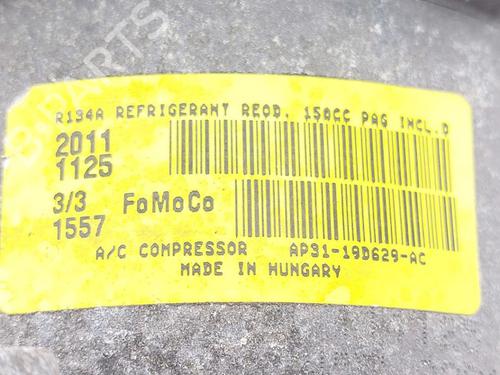 R134A REFRIGERANT REQD. 150CC PAG INCL.D
2011
1125
3/3 FoMoCo
1557
A/C COMPRESSOR AP31-19D629-AC
MADE IN HUNGARY
B-PARTS